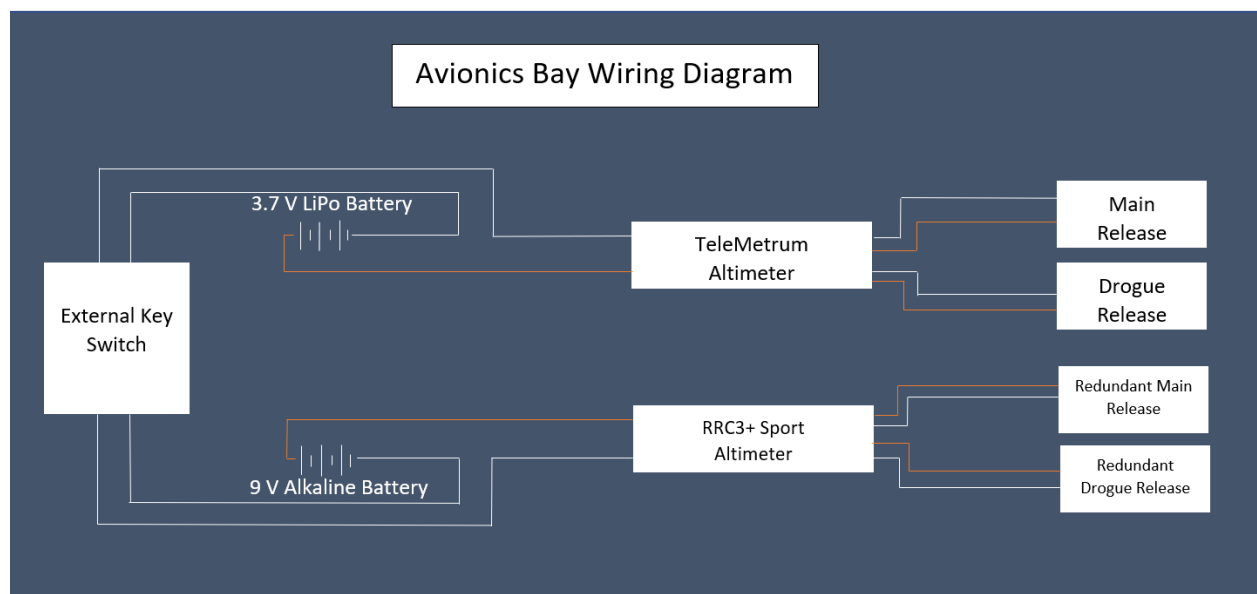 Avionics Bay Wiring Diagram
3.7 V LiPo Battery
TeleMetrum
Altimeter
Main
Release
Drogue
Release
External Key
Switch
9 V Alkaline Battery
RRC3+ Sport
Altimeter
Redundant Main
Release
Redundant
Drogue Release